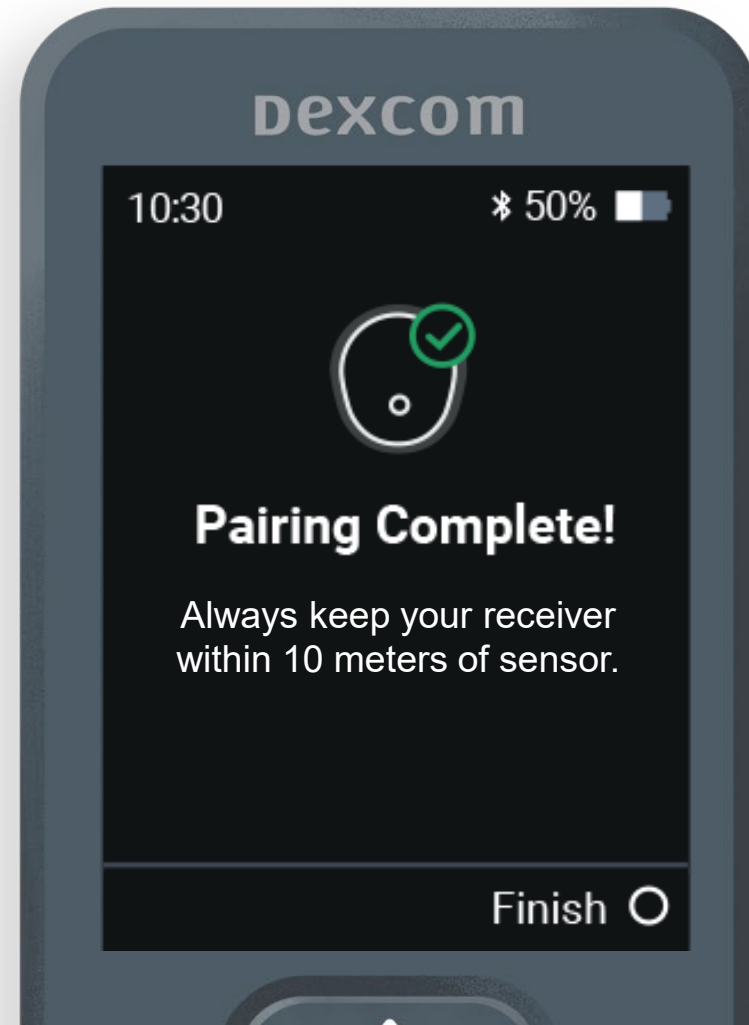 Dexcom
10:30 50%
Pairing Complete!
Always keep your receiver
within 10 meters of sensor.
Finish